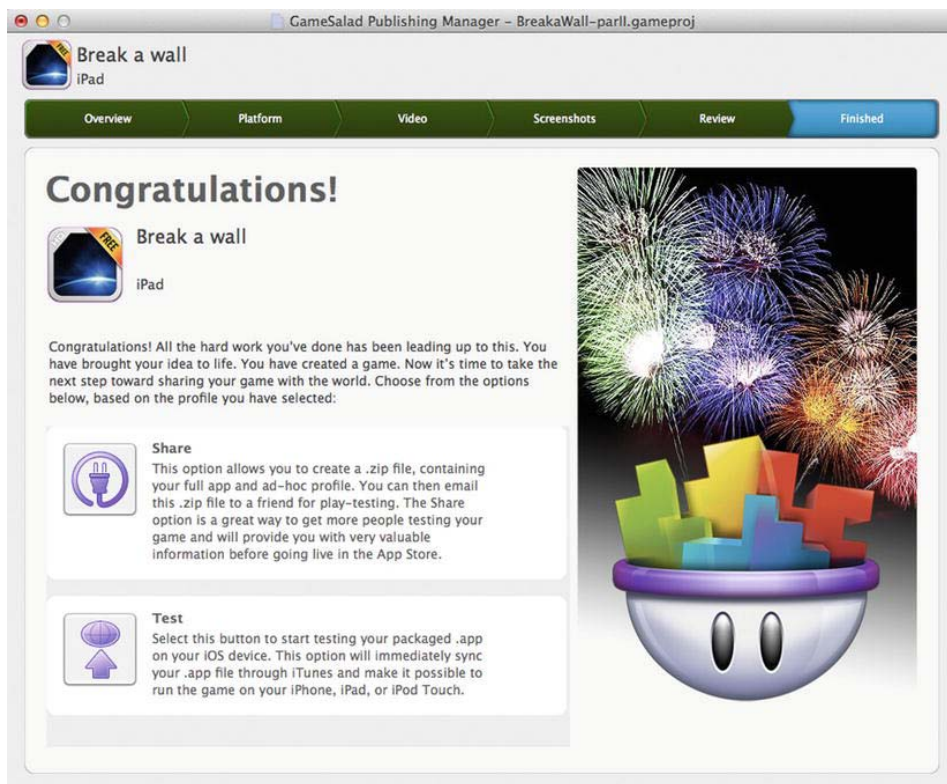 GameSalad Publishing Manager – BreakaWall-parII.gameproj
FREE
Break a wall
iPad
Overview
Platform
Video
Screenshots
Review
Finished
Congratulations!
FREE
Break a wall
iPad
Congratulations! All the hard work you've done has been leading up to this. You
have brought your idea to life. You have created a game. Now it's time to take the
next step toward sharing your game with the world. Choose from the options
below, based on the profile you have selected:
Share
This option allows you to create a .zip file, containing
your full app and ad-hoc profile. You can then email
this .zip file to a friend for play-testing. The Share
option is a great way to get more people testing your
game and will provide you with very valuable
information before going live in the App Store.
Test
Select this button to start testing your packaged .app
on your iOS device. This option will immediately sync
your .app file through iTunes and make it possible to
run the game on your iPhone, iPad, or iPod Touch.